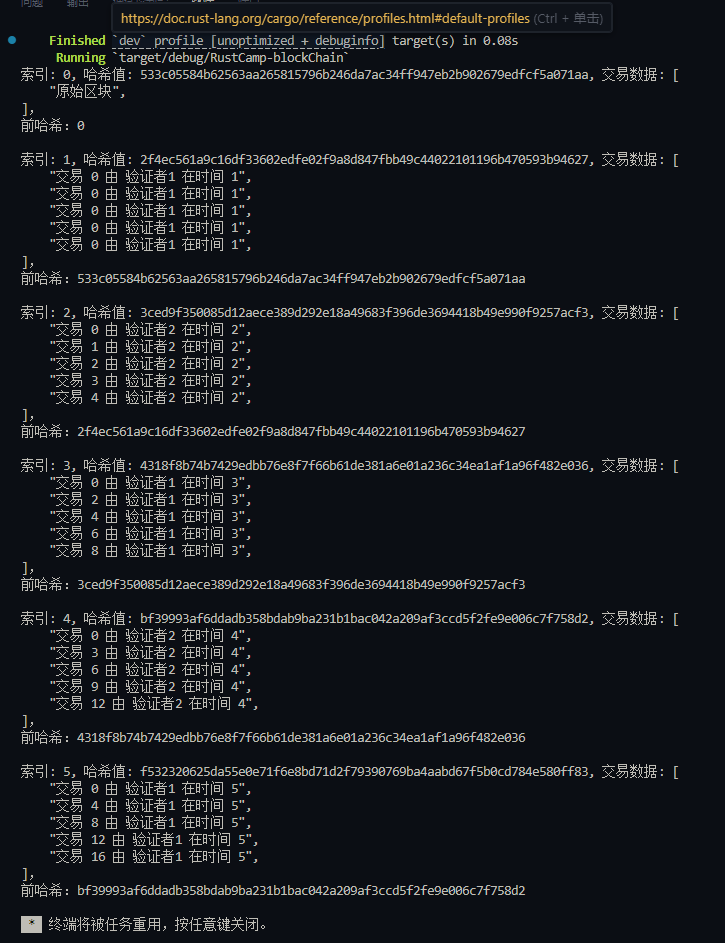 https://doc.rust-lang.org/cargo/reference/profiles.html#default-profiles (Ctrl + 单击)
Finished `dev` profile [unoptimized + debuginfo] target(s) in 0.08s
Running `target/debug/RustCamp-blockChain`
索引: 0, 哈希值: 533c05584b62563aa265815796b246da7ac34ff947eb2b902679edfcf5a071aa, 交易数据: [
"原始区块",
],
前哈希: 0
索引: 1, 哈希值: 2f4ec561a9c16df33602edfe02f9a8d847fbb49c44022101196b470593b94627, 交易数据: [
"交易 0 由 验证者1 在时间 1",
"交易 0 由 验证者1 在时间 1",
"交易 0 由 验证者1 在时间 1",
"交易 0 由 验证者1 在时间 1",
"交易 0 由 验证者1 在时间 1",
],
前哈希: 533c05584b62563aa265815796b246da7ac34ff947eb2b902679edfcf5a071aa
索引: 2, 哈希值: 3ced9f350085d12aece389d292e18a49683f396de3694418b49e990f9257acf3, 交易数据: [
"交易 0 由 验证者2 在时间 2",
"交易 1 由 验证者2 在时间 2",
"交易 2 由 验证者2 在时间 2",
"交易 3 由 验证者2 在时间 2",
"交易 4 由 验证者2 在时间 2",
],
前哈希: 2f4ec561a9c16df33602edfe02f9a8d847fbb49c44022101196b470593b94627
索引: 3, 哈希值: 4318f8b74b7429edbb76e8f7f66b61de381a6e01a236c34ea1af1a96f482e036, 交易数据: [
"交易 0 由 验证者1 在时间 3",
"交易 2 由 验证者1 在时间 3",
"交易 4 由 验证者1 在时间 3",
"交易 6 由 验证者1 在时间 3",
"交易 8 由 验证者1 在时间 3",
],
前哈希: 3ced9f350085d12aece389d292e18a49683f396de3694418b49e990f9257acf3
索引: 4, 哈希值: bf39993af6ddadb358bdab9ba231b1bac042a209af3ccd5f2fe9e006c7f758d2, 交易数据: [
"交易 0 由 验证者2 在时间 4",
"交易 3 由 验证者2 在时间 4",
"交易 6 由 验证者2 在时间 4",
"交易 9 由 验证者2 在时间 4",
"交易 12 由 验证者2 在时间 4",
],
前哈希: 4318f8b74b7429edbb76e8f7f66b61de381a6e01a236c34ea1af1a96f482e036
索引: 5, 哈希值: f532320625da55e0e71f6e8bd71d2f79390769ba4aabd67f5b0cd784e580ff83, 交易数据: [
"交易 0 由 验证者1 在时间 5",
"交易 4 由 验证者1 在时间 5",
"交易 8 由 验证者1 在时间 5",
"交易 12 由 验证者1 在时间 5",
"交易 16 由 验证者1 在时间 5",
],
前哈希: bf39993af6ddadb358bdab9ba231b1bac042a209af3ccd5f2fe9e006c7f758d2
* 终端将被任务重用，按任意键关闭。